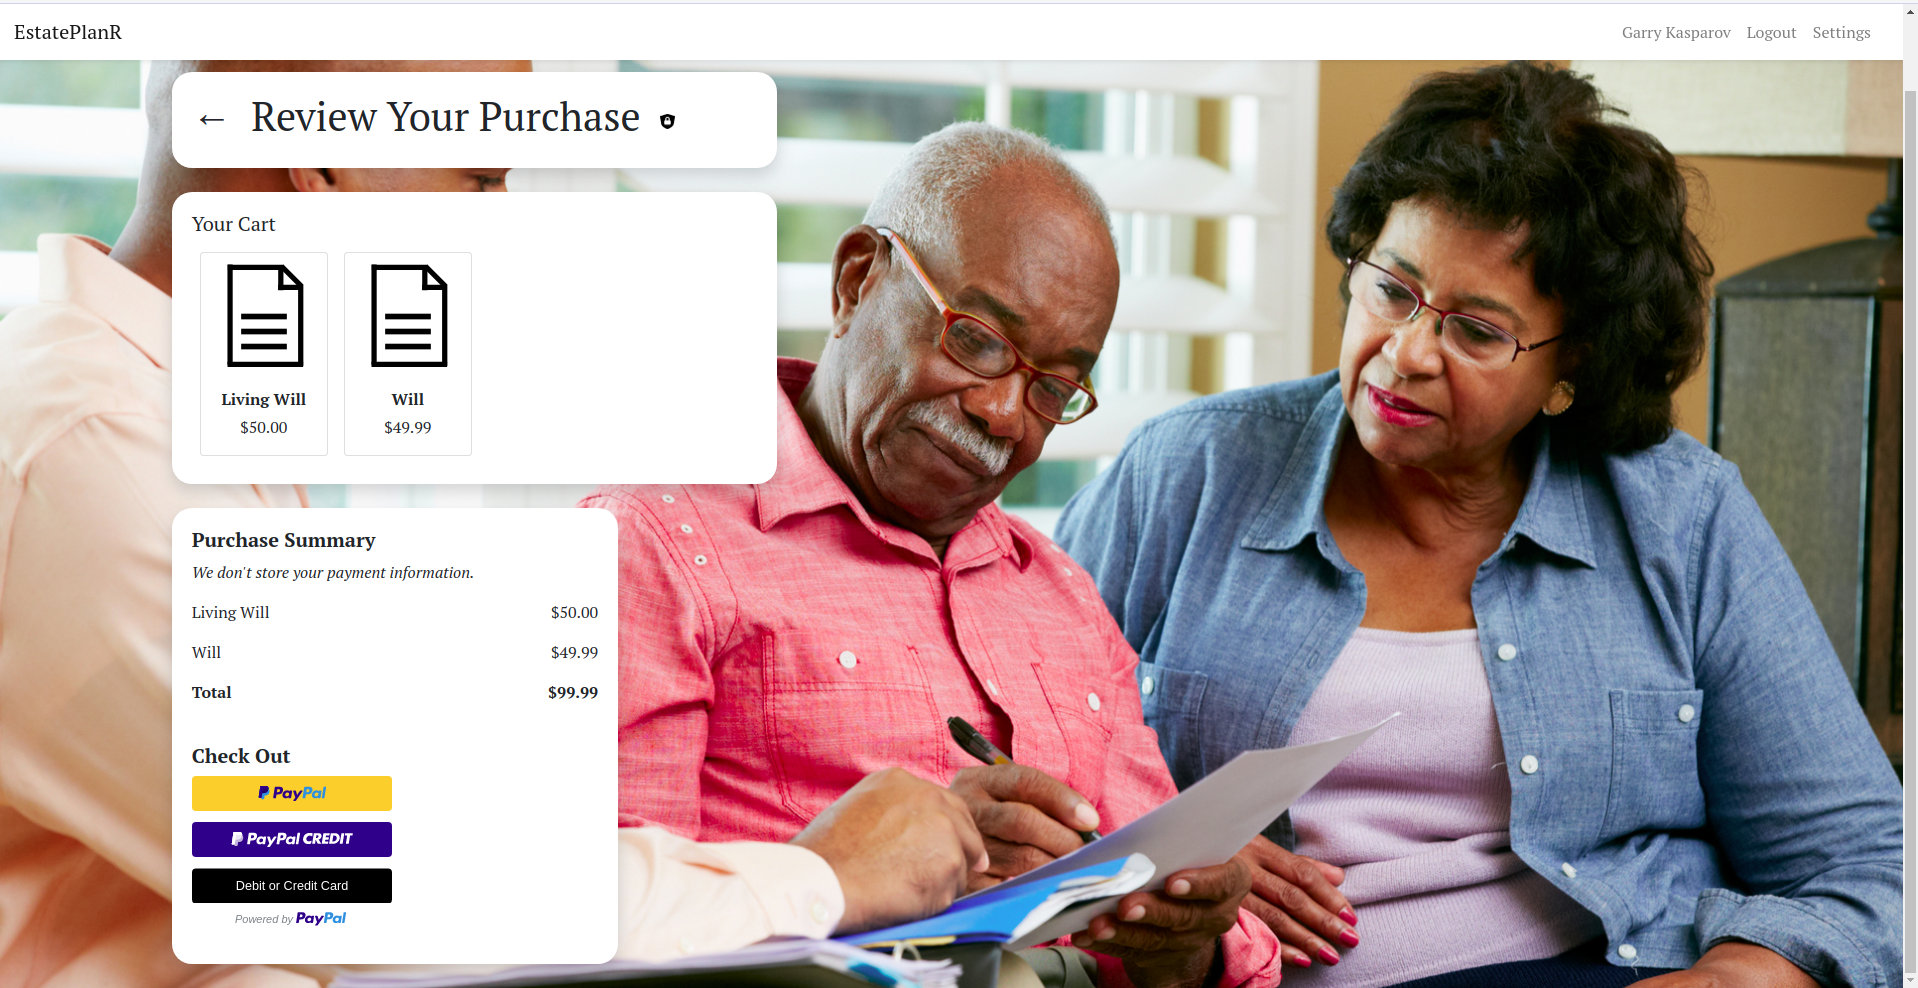 EstatePlanR
Garry Kasparov Logout Settings
← Review Your Purchase
Your Cart
Living Will
$50.00
Will
$49.99
Purchase Summary
We don't store your payment information.
Living Will $50.00
Will $49.99
Total $99.99
Check Out
PayPal
PayPal CREDIT
Debit or Credit Card
Powered by PayPal